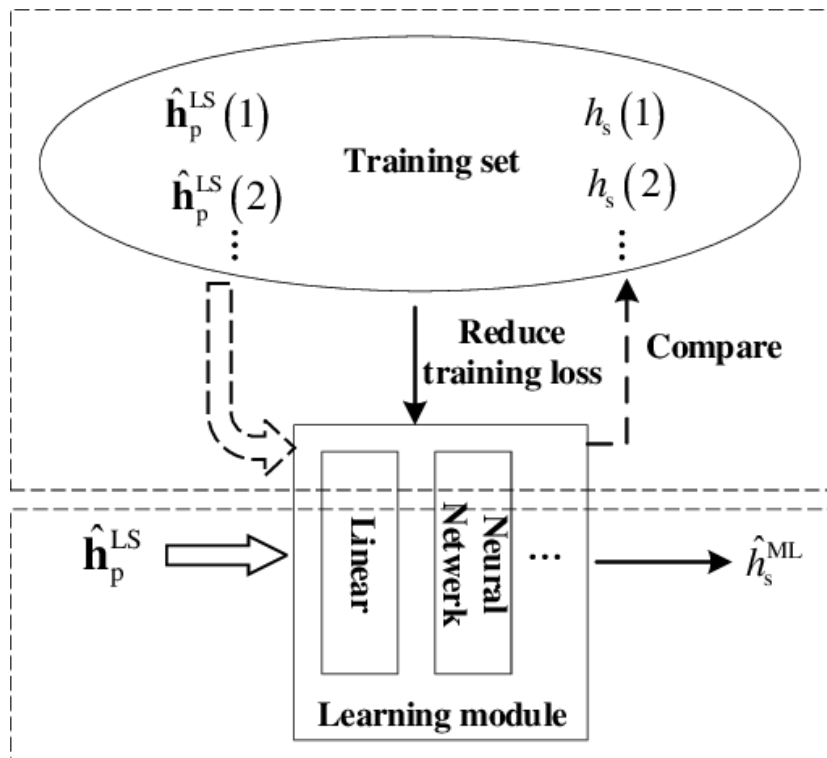 ĥ_p^LS(1)
h_s(1)
Training set
ĥ_p^LS(2)
h_s(2)
⋮
⋮
Reduce
training loss
Compare
ĥ_p^LS
Linear
Neural
Netwerk
...
ĥ_s^ML
Learning module